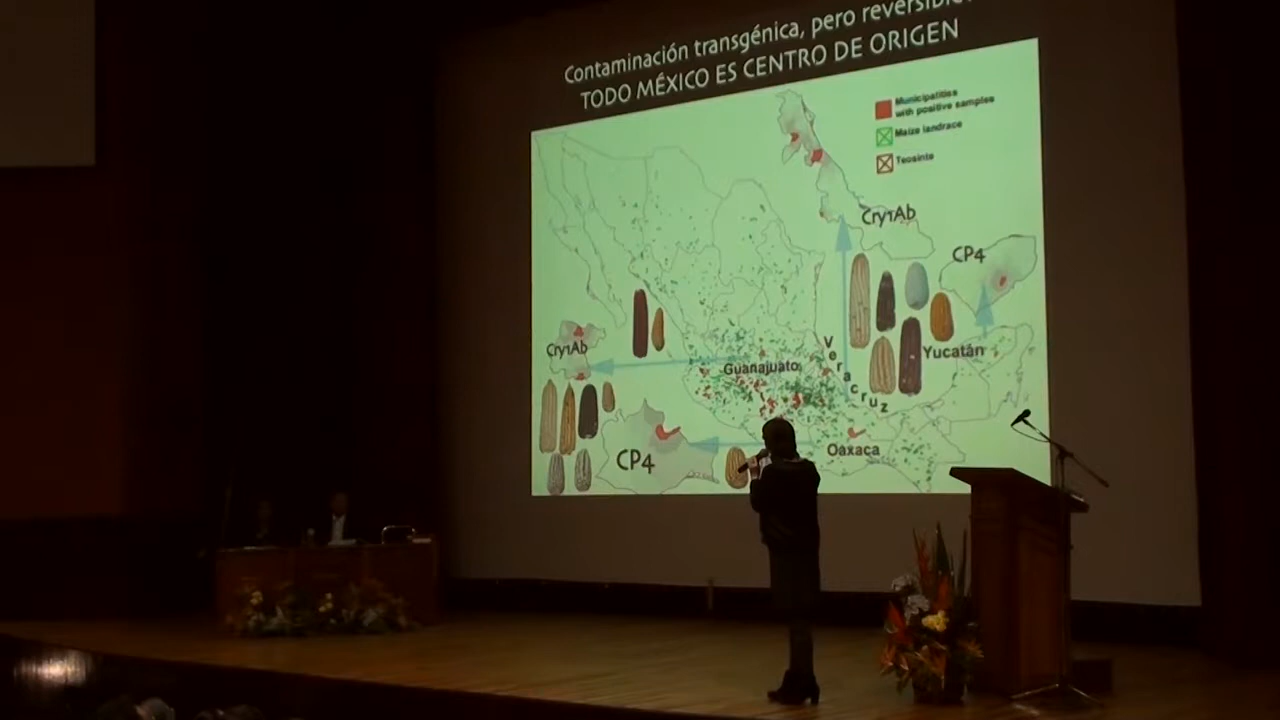 Contaminación transgénica, pero reversible
TODO MÉXICO ES CENTRO DE ORIGEN
Municipalities
with positive samples
Maize landrace
Teosinte
Cry1Ab
CP4
Cry1Ab
Guanajuato
Veracruz
Yucatán
CP4
Oaxaca